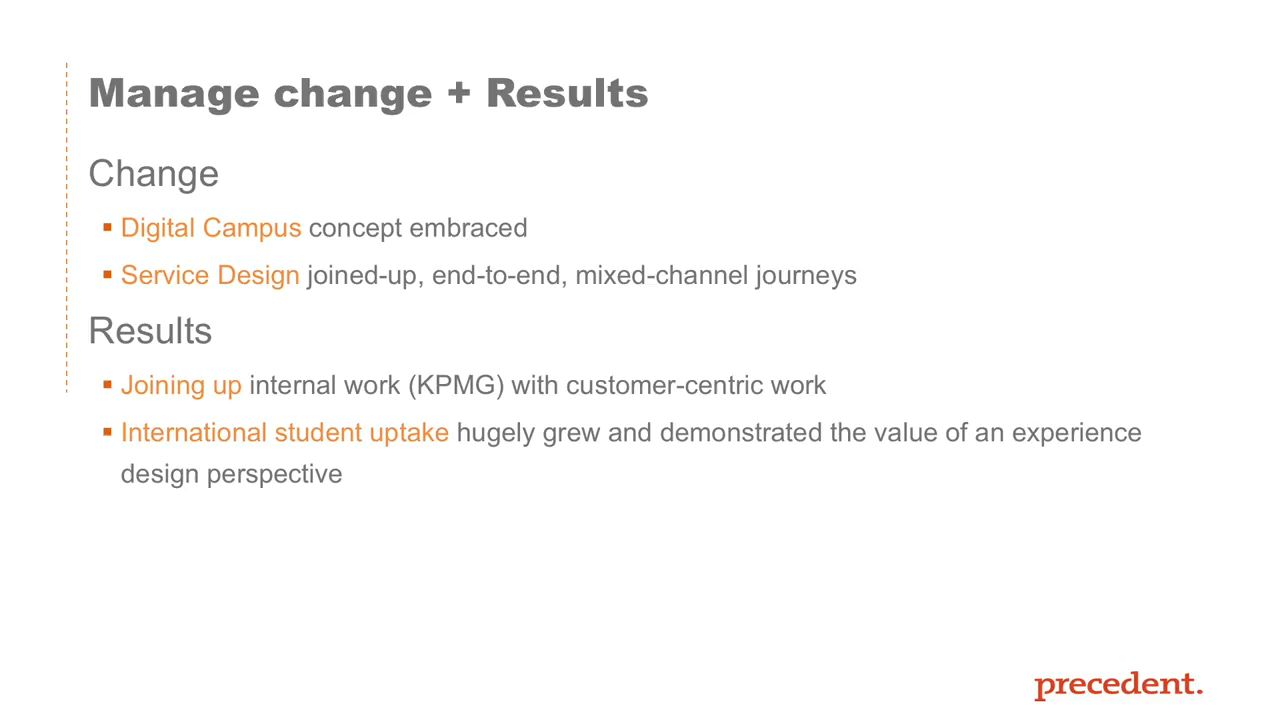 Manage change + Results
Change
▪ Digital Campus concept embraced
▪ Service Design joined-up, end-to-end, mixed-channel journeys
Results
▪ Joining up internal work (KPMG) with customer-centric work
▪ International student uptake hugely grew and demonstrated the value of an experience
design perspective
precedent.